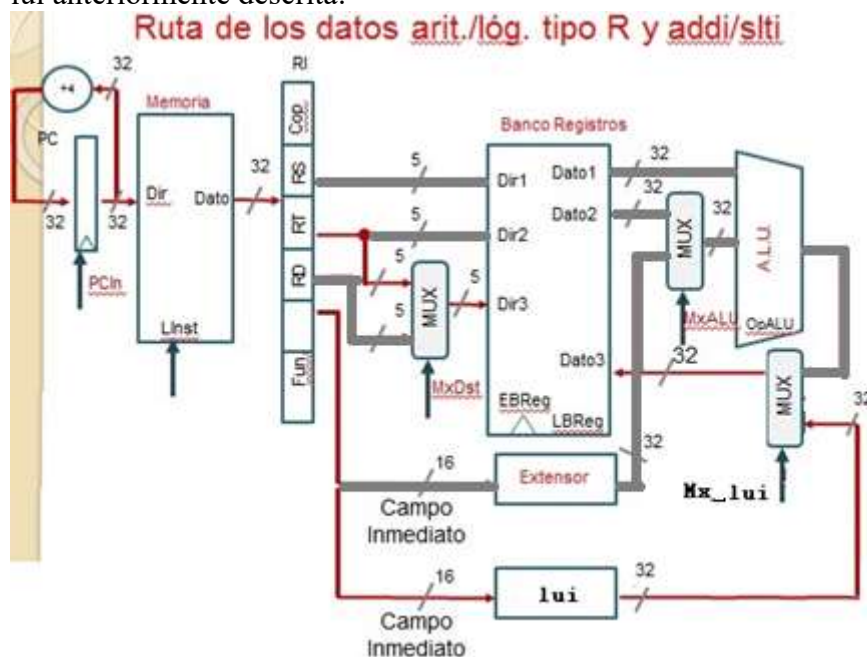 lui anteriormente descrita.
Ruta de los datos arit./lóg. tipo R y addi/slti
32
+4
PC
32
32
PCIn
Memoria
Dir
Dato
LInst
32
RI
Cop
RS
RT
RD
Fun
5
5
5
5
MUX
5
MxDst
Banco Registros
Dir1
Dir2
Dir3
Dato1
Dato2
Dato3
EBReg
LBReg
32
32
MUX
32
MxALU
A.L.U.
OpALU
32
MUX
32
Mx_lui
16
Campo
Inmediato
Extensor
32
16
Campo
Inmediato
lui
32